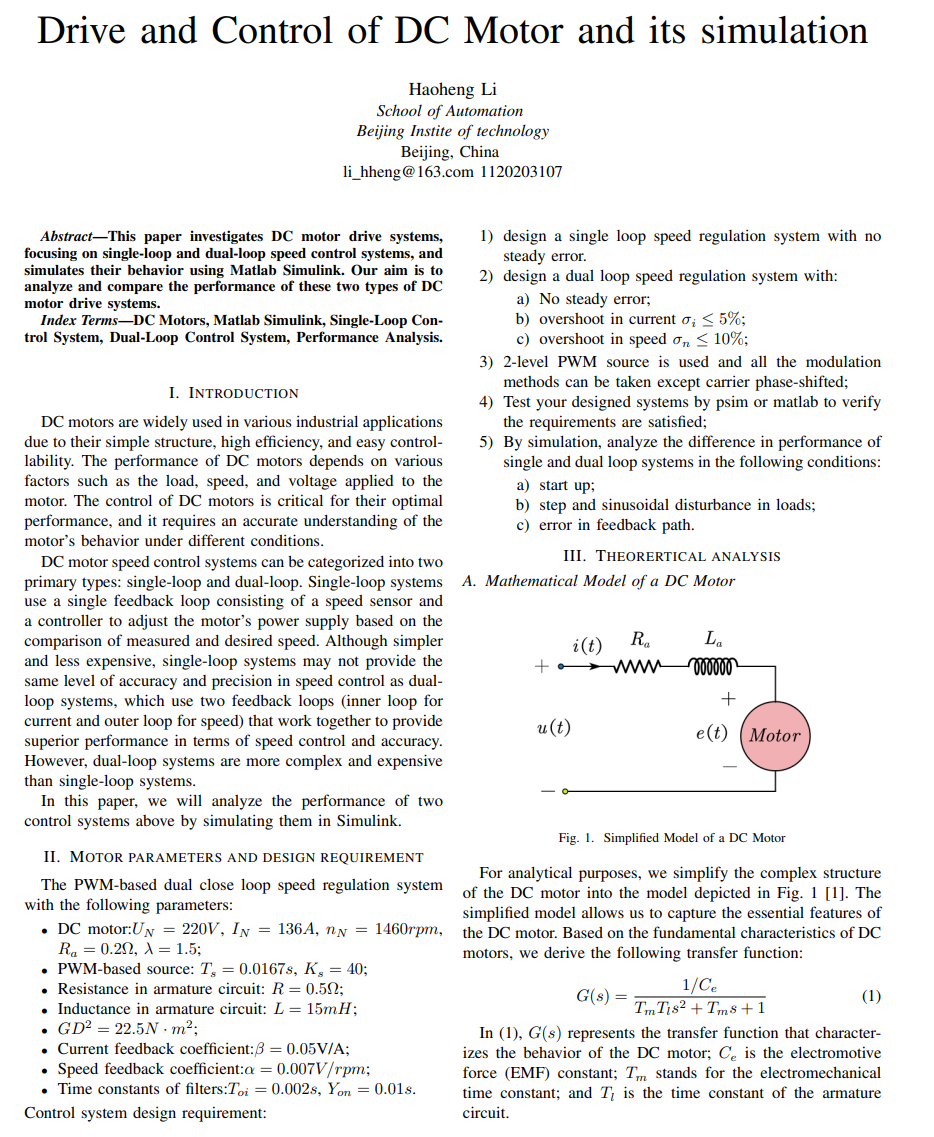 Drive and Control of DC Motor and its simulation
Haoheng Li
School of Automation
Beijing Instite of technology
Beijing, China
li_hheng@163.com 1120203107
Abstract—This paper investigates DC motor drive systems,
focusing on single-loop and dual-loop speed control systems, and
simulates their behavior using Matlab Simulink. Our aim is to
analyze and compare the performance of these two types of DC
motor drive systems.
Index Terms—DC Motors, Matlab Simulink, Single-Loop Con-
trol System, Dual-Loop Control System, Performance Analysis.
I. INTRODUCTION
DC motors are widely used in various industrial applications
due to their simple structure, high efficiency, and easy control-
lability. The performance of DC motors depends on various
factors such as the load, speed, and voltage applied to the
motor. The control of DC motors is critical for their optimal
performance, and it requires an accurate understanding of the
motor's behavior under different conditions.
DC motor speed control systems can be categorized into two
primary types: single-loop and dual-loop. Single-loop systems
use a single feedback loop consisting of a speed sensor and
a controller to adjust the motor's power supply based on the
comparison of measured and desired speed. Although simpler
and less expensive, single-loop systems may not provide the
same level of accuracy and precision in speed control as dual-
loop systems, which use two feedback loops (inner loop for
current and outer loop for speed) that work together to provide
superior performance in terms of speed control and accuracy.
However, dual-loop systems are more complex and expensive
than single-loop systems.
In this paper, we will analyze the performance of two
control systems above by simulating them in Simulink.
II. MOTOR PARAMETERS AND DESIGN REQUIREMENT
The PWM-based dual close loop speed regulation system
with the following parameters:
• DC motor:U_N = 220V, I_N = 136A, n_N = 1460rpm,
R_a = 0.2Ω, λ = 1.5;
• PWM-based source: T_s = 0.0167s, K_s = 40;
• Resistance in armature circuit: R = 0.5Ω;
• Inductance in armature circuit: L = 15mH;
• GD² = 22.5N · m²;
• Current feedback coefficient:β = 0.05V/A;
• Speed feedback coefficient:α = 0.007V/rpm;
• Time constants of filters:T_oi = 0.002s, Y_on = 0.01s.
Control system design requirement:
1) design a single loop speed regulation system with no
steady error.
2) design a dual loop speed regulation system with:
a) No steady error;
b) overshoot in current σ_i ≤ 5%;
c) overshoot in speed σ_n ≤ 10%;
3) 2-level PWM source is used and all the modulation
methods can be taken except carrier phase-shifted;
4) Test your designed systems by psim or matlab to verify
the requirements are satisfied;
5) By simulation, analyze the difference in performance of
single and dual loop systems in the following conditions:
a) start up;
b) step and sinusoidal disturbance in loads;
c) error in feedback path.
III. THEORERTICAL ANALYSIS
A. Mathematical Model of a DC Motor
i(t) R_a L_a
+
+
u(t) e(t) Motor
−
−
Fig. 1. Simplified Model of a DC Motor
For analytical purposes, we simplify the complex structure
of the DC motor into the model depicted in Fig. 1 [1]. The
simplified model allows us to capture the essential features of
the DC motor. Based on the fundamental characteristics of DC
motors, we derive the following transfer function:
G(s) = (1/C_e) / (T_mT_ls² + T_ms + 1) (1)
In (1), G(s) represents the transfer function that character-
izes the behavior of the DC motor; C_e is the electromotive
force (EMF) constant; T_m stands for the electromechanical
time constant; and T_l is the time constant of the armature
circuit.